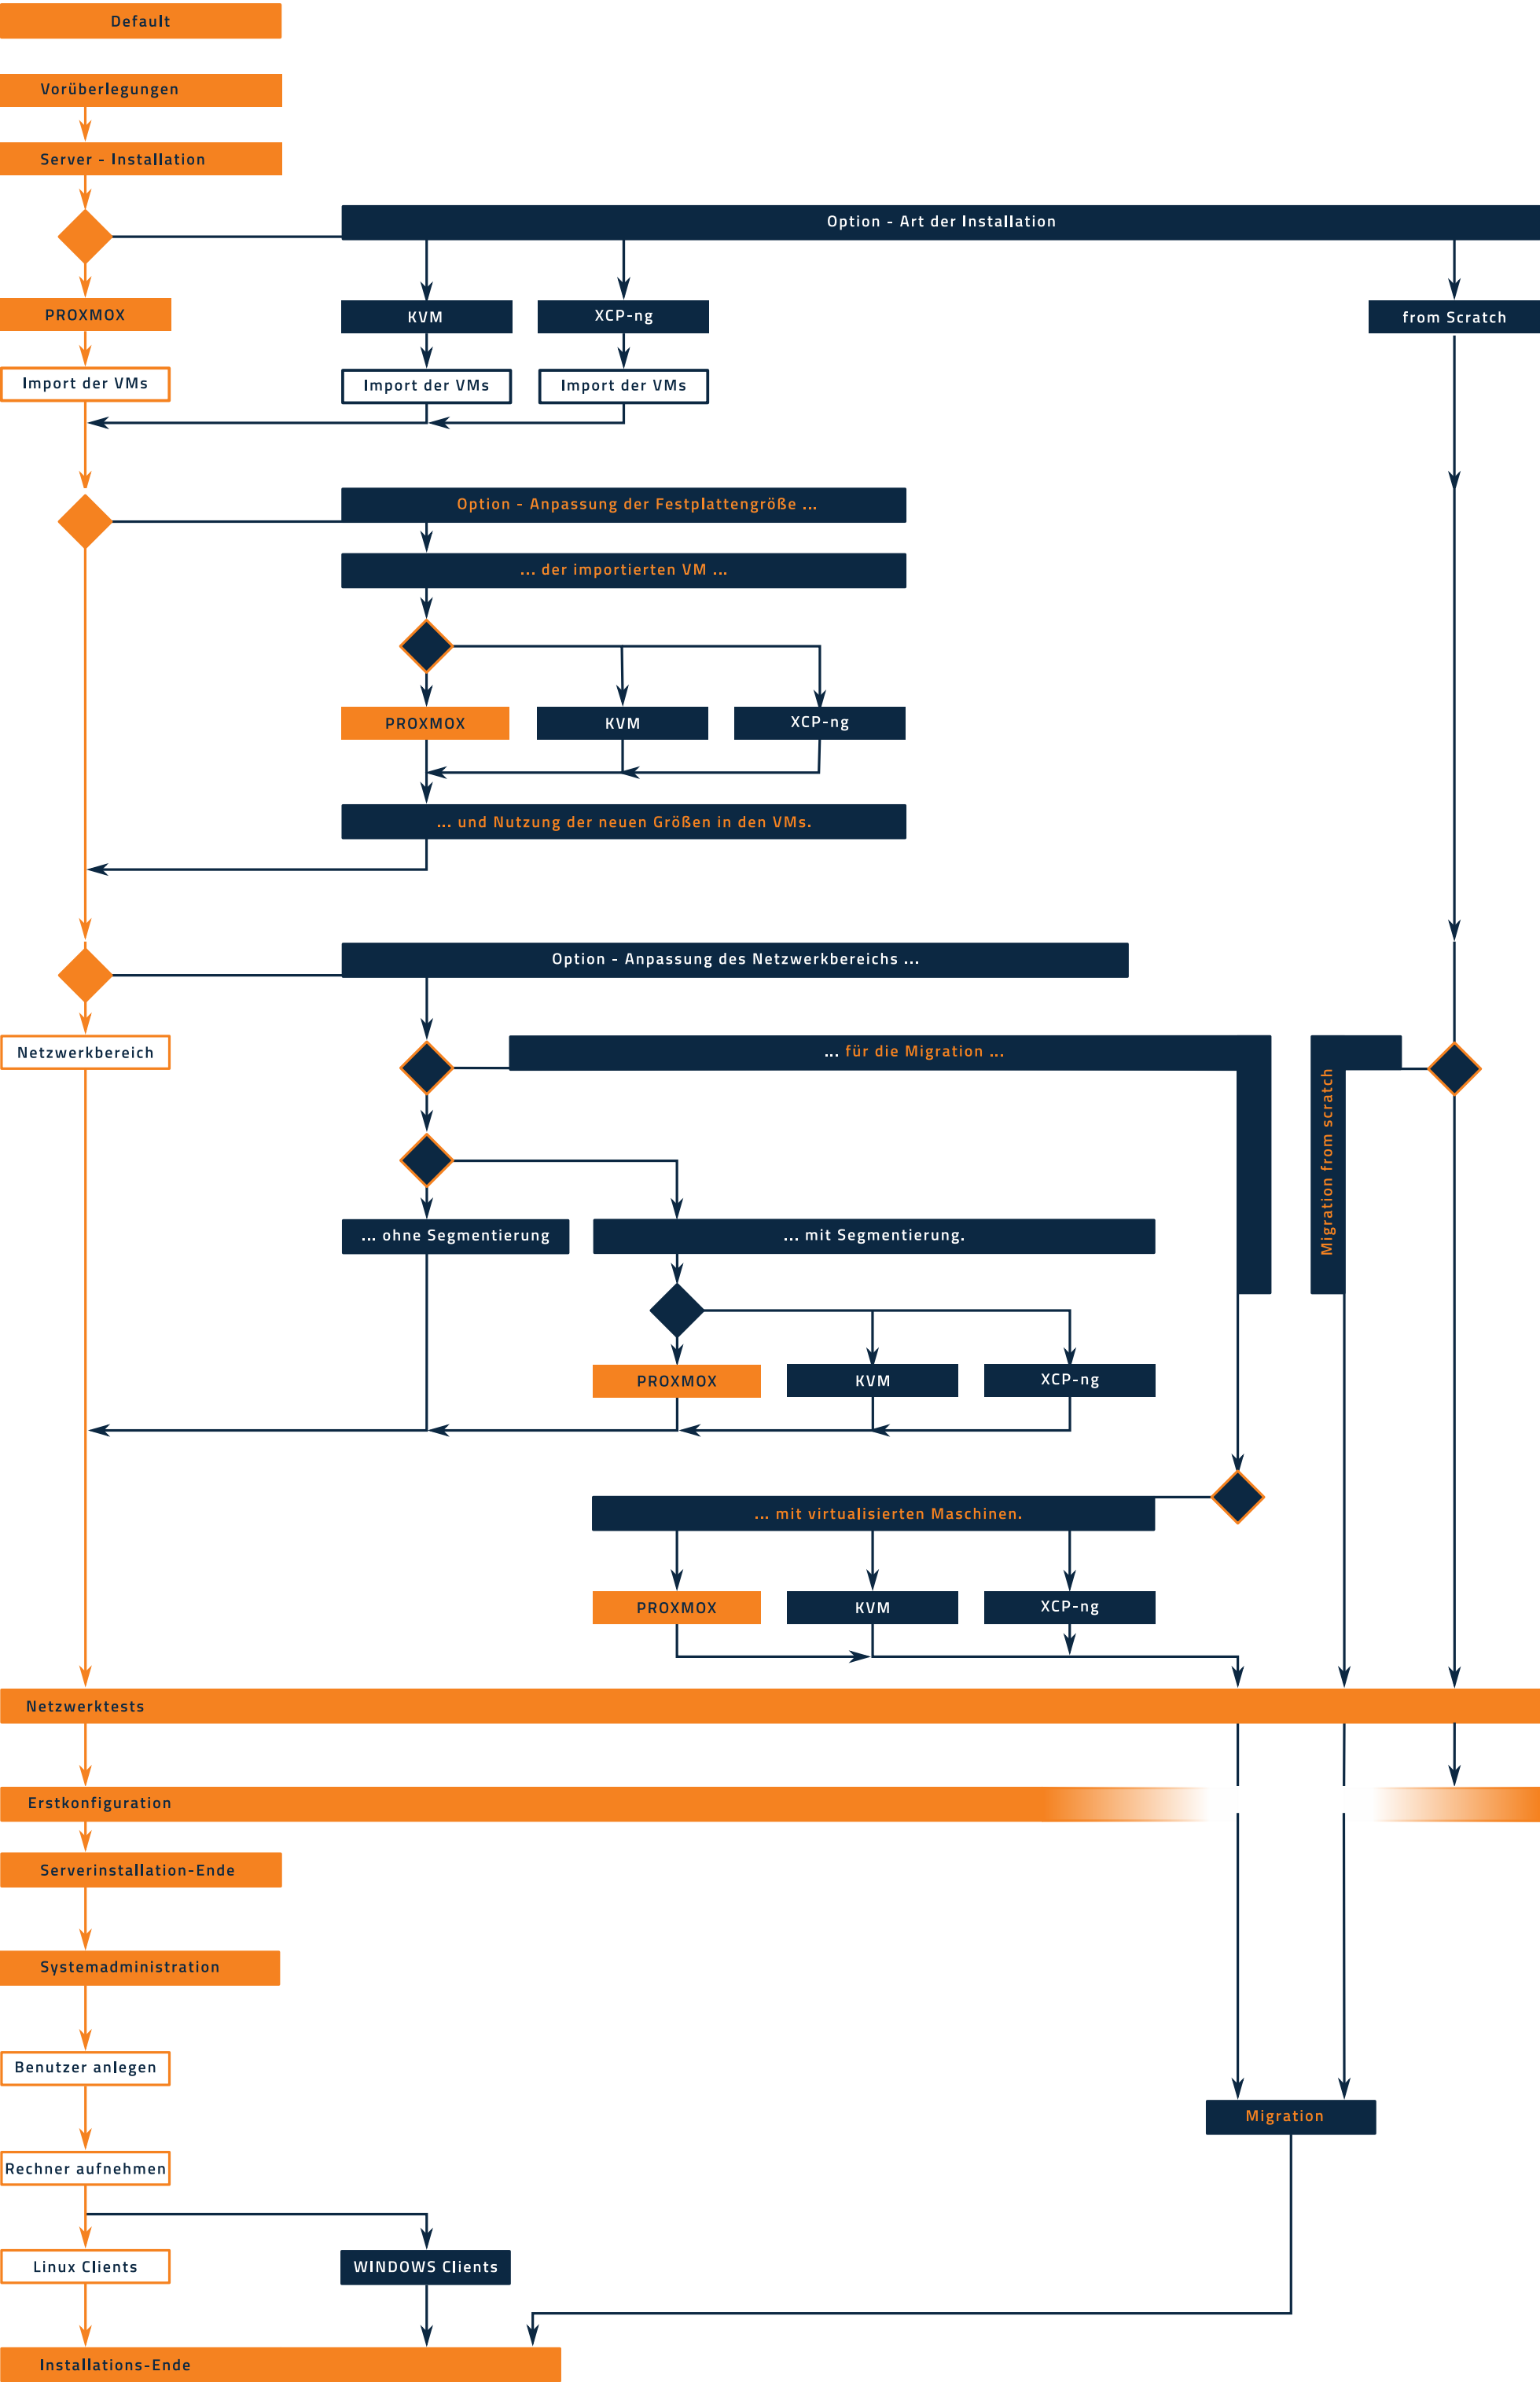 Default
Vorüberlegungen
Server - Installation
Option - Art der Installation
PROXMOX
KVM
XCP-ng
from Scratch
Import der VMs
Import der VMs
Import der VMs
Option - Anpassung der Festplattengröße ...
... der importierten VM ...
PROXMOX
KVM
XCP-ng
... und Nutzung der neuen Größen in den VMs.
Option - Anpassung des Netzwerkbereichs ...
Netzwerkbereich
... für die Migration ...
Migration from scratch
... ohne Segmentierung
... mit Segmentierung.
PROXMOX
KVM
XCP-ng
... mit virtualisierten Maschinen.
PROXMOX
KVM
XCP-ng
Netzwerktests
Erstkonfiguration
Serverinstallation-Ende
Systemadministration
Benutzer anlegen
Migration
Rechner aufnehmen
Linux Clients
WINDOWS Clients
Installations-Ende